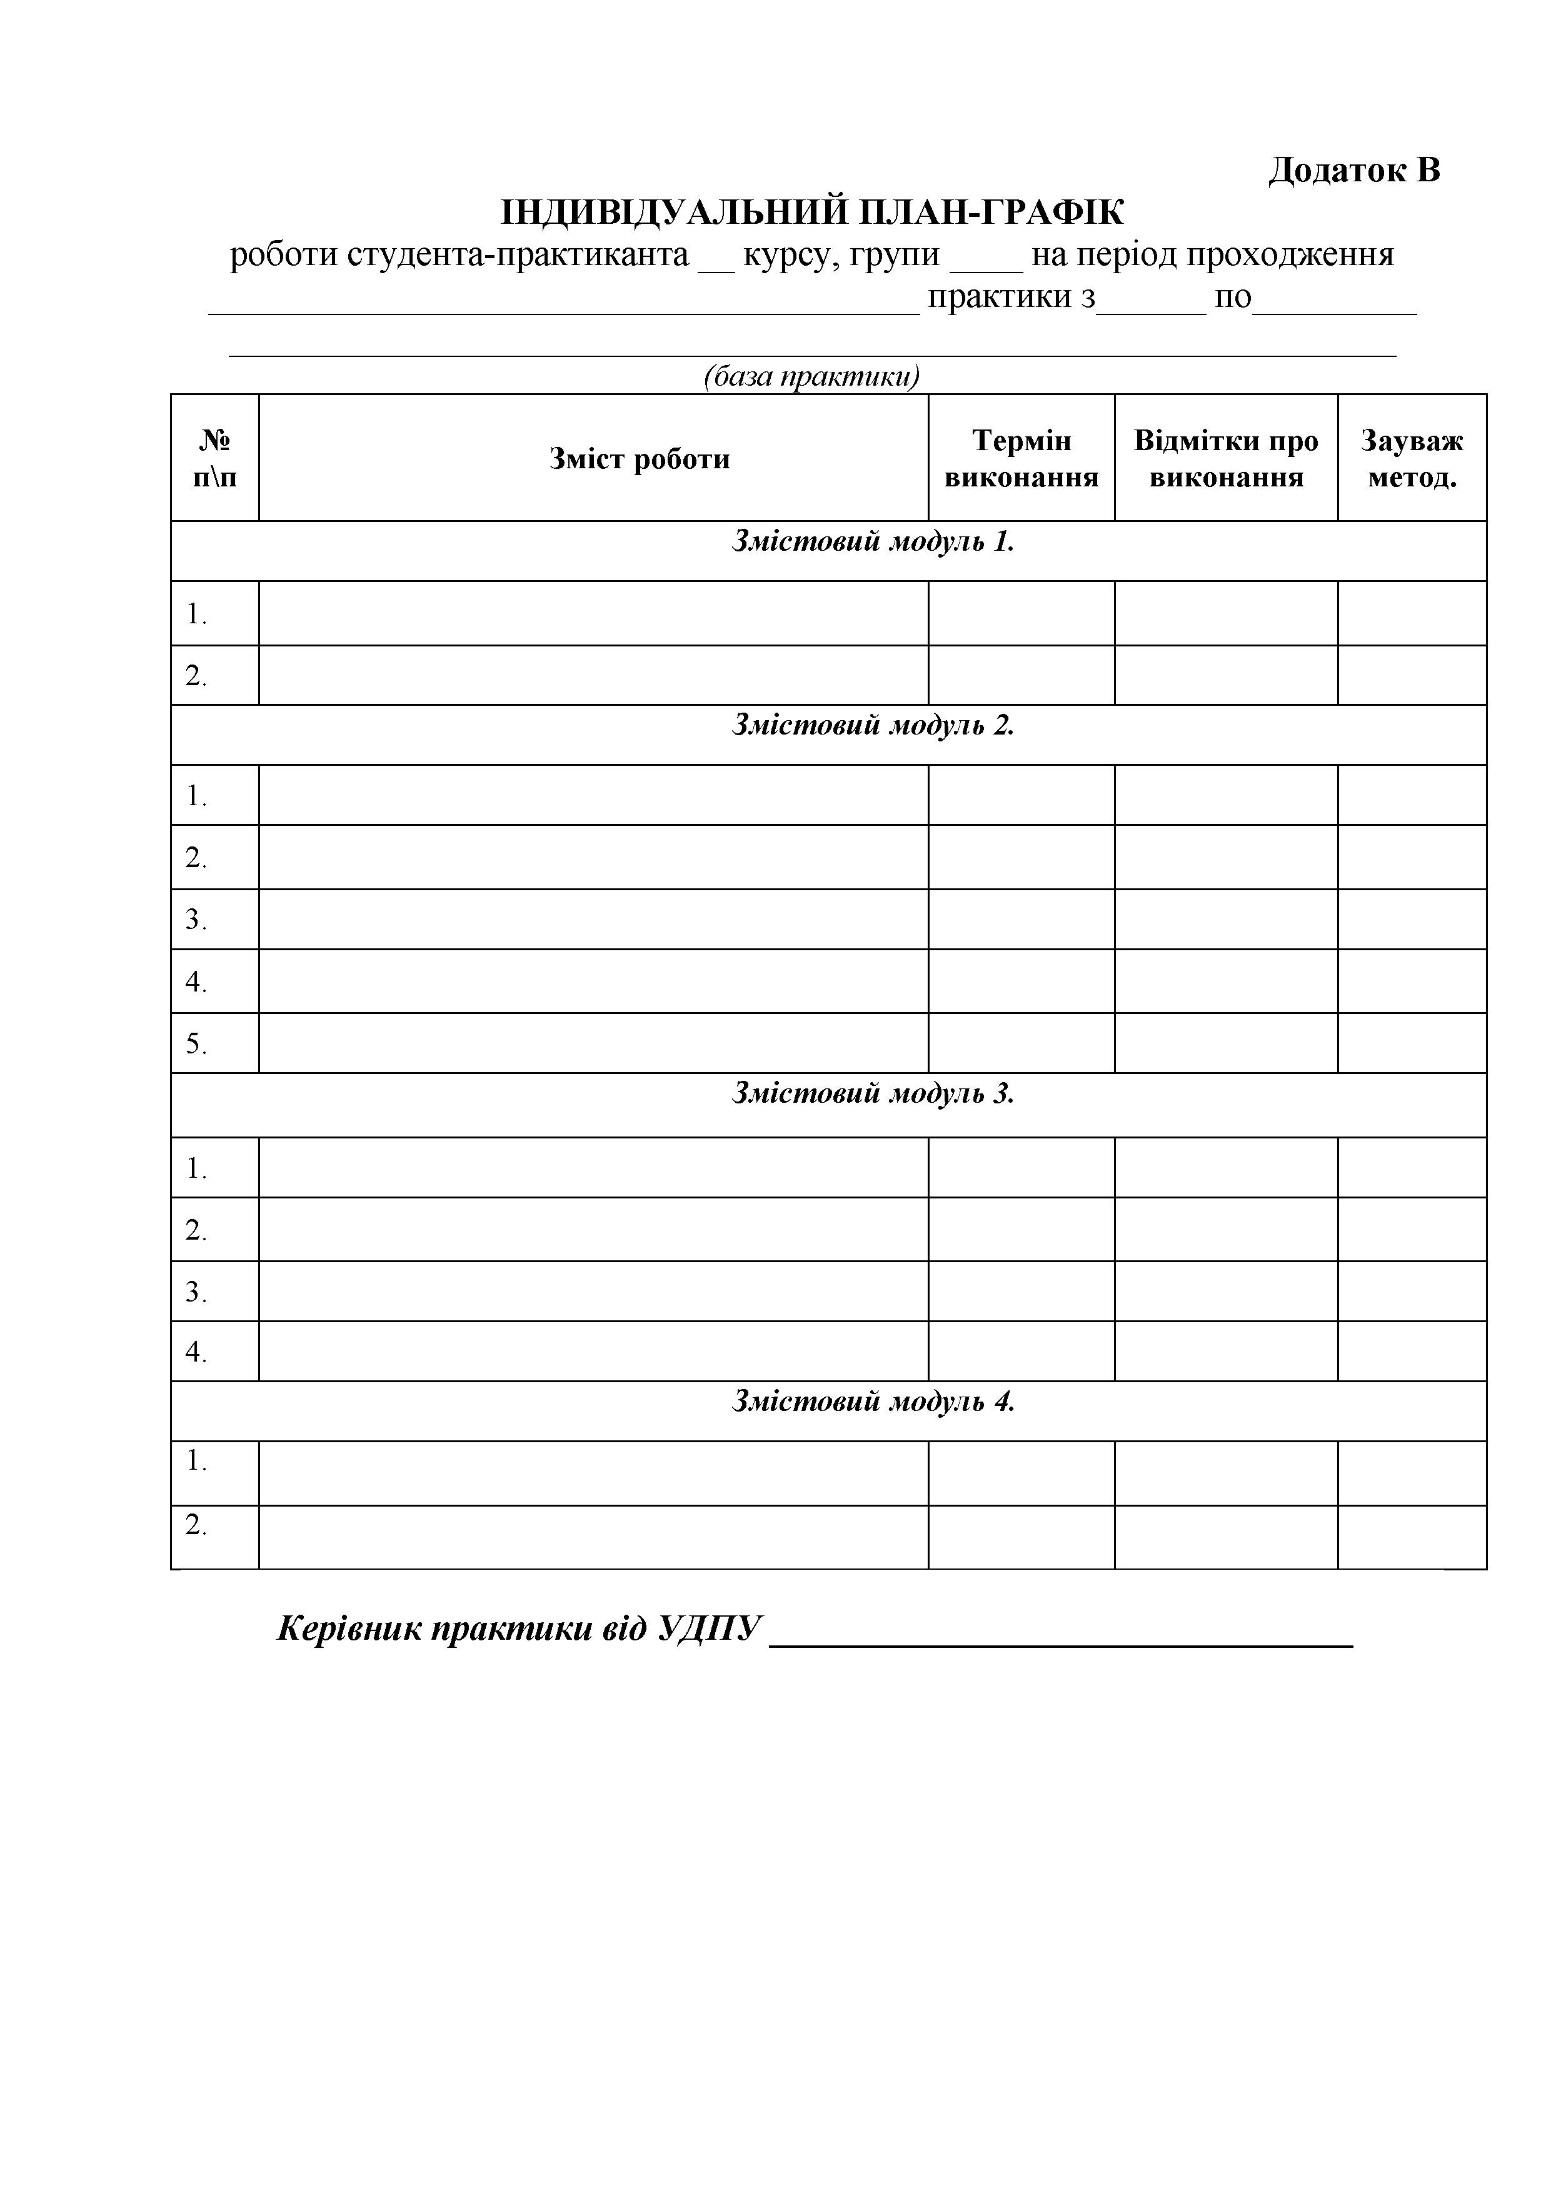 Додаток В
ІНДИВІДУАЛЬНИЙ ПЛАН-ГРАФІК
роботи студента-практиканта __ курсу, групи ____ на період проходження
_______________________________________ практики з______ по_________
________________________________________________________________
(база практики)
№ п\п Зміст роботи Термін виконання Відмітки про виконання Зауваж метод.
Змістовий модуль 1.
1.
2.
Змістовий модуль 2.
1.
2.
3.
4.
5.
Змістовий модуль 3.
1.
2.
3.
4.
Змістовий модуль 4.
1.
2.
Керівник практики від УДПУ ________________________________